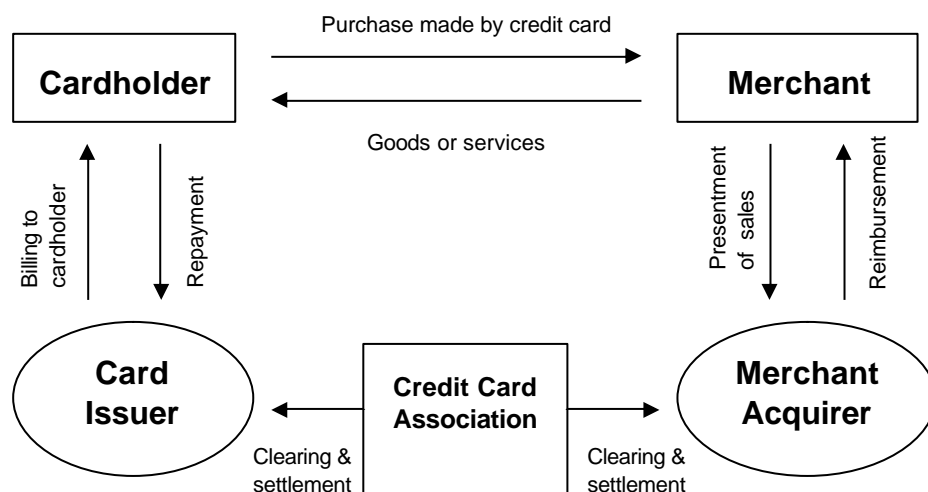 Purchase made by credit card
Cardholder
Merchant
Goods or services
Billing to
cardholder
Repayment
Presentment
of sales
Reimbursement
Card
Issuer
Credit Card
Association
Merchant
Acquirer
Clearing &
settlement
Clearing &
settlement